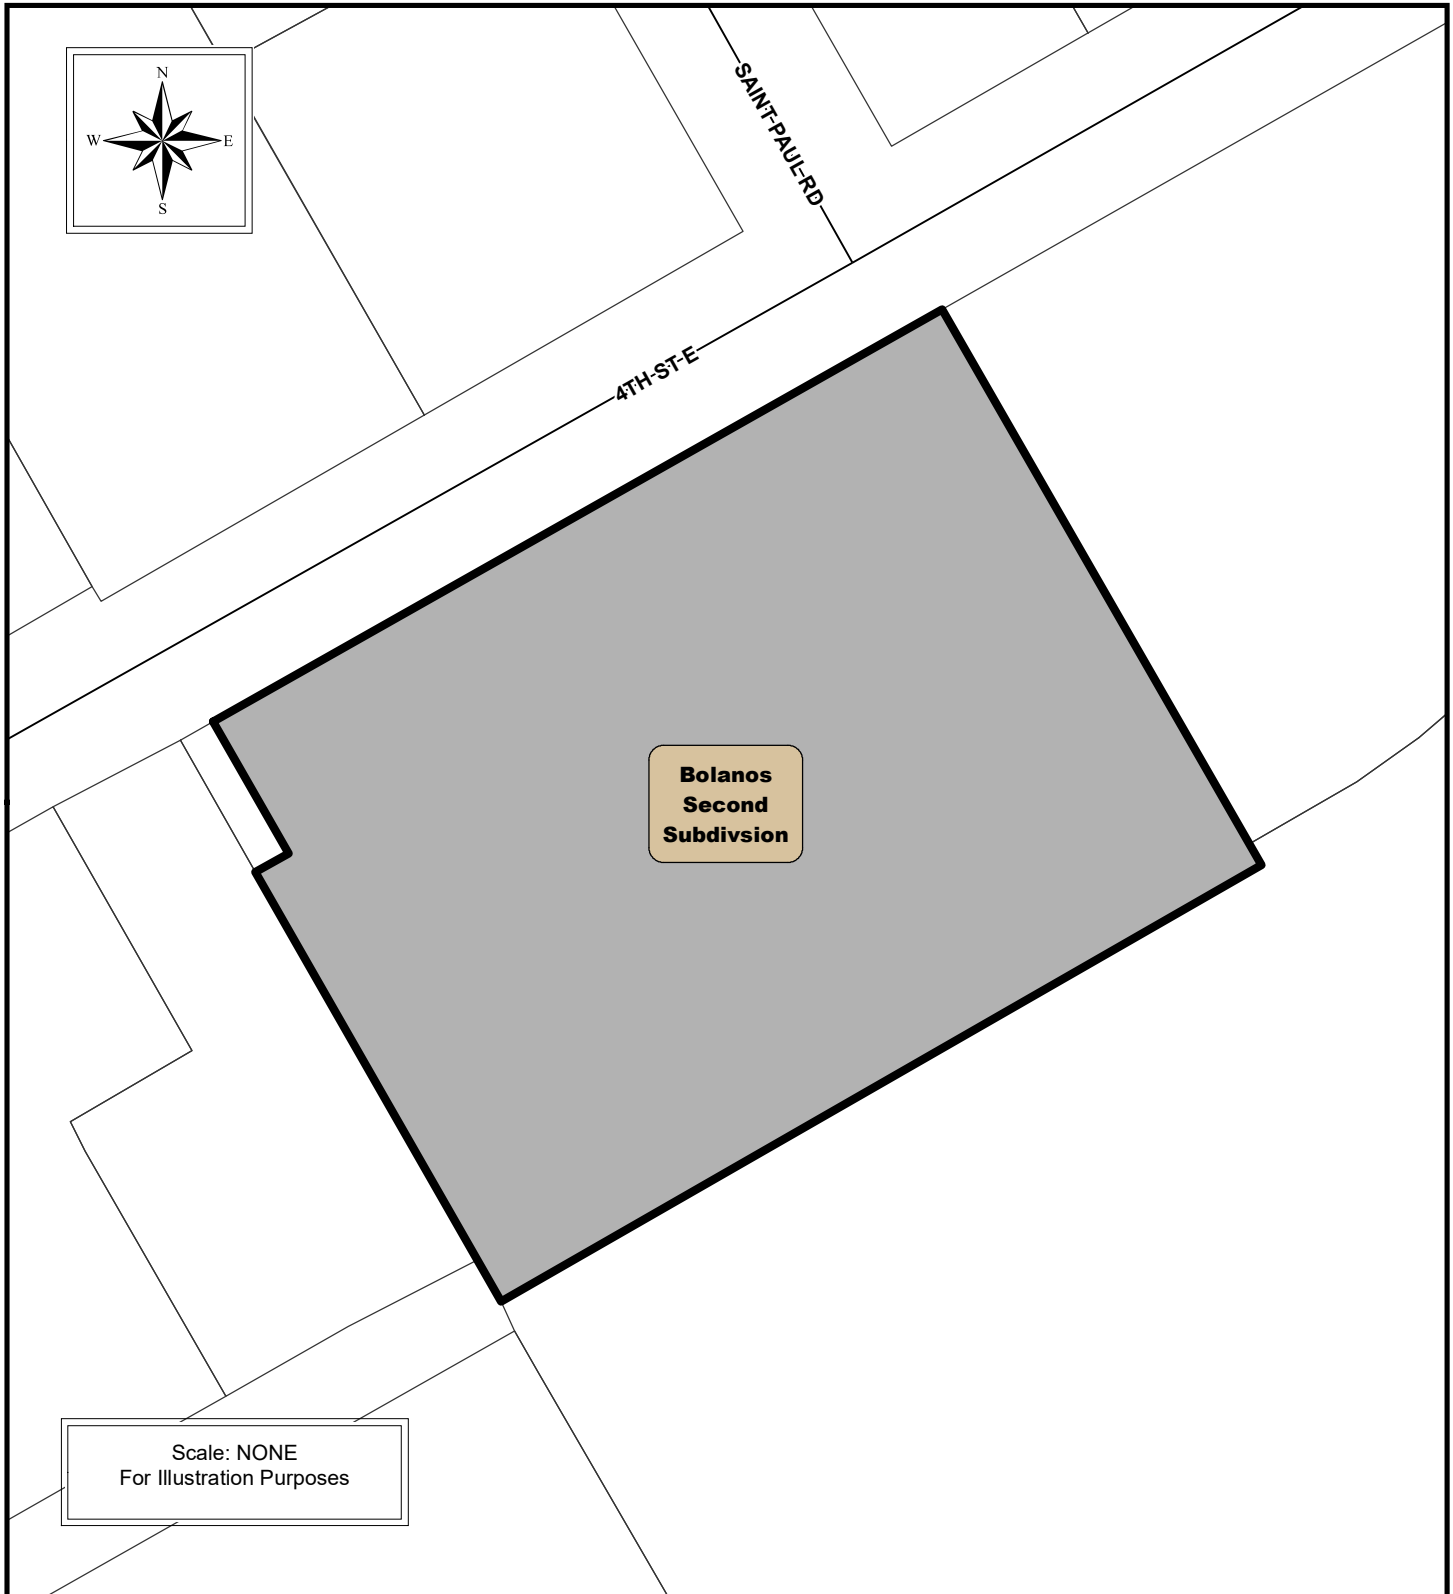 N
W
E
S
SAINT PAUL RD
4TH ST E
Bolanos
Second
Subdivsion
Scale: NONE
For Illustration Purposes